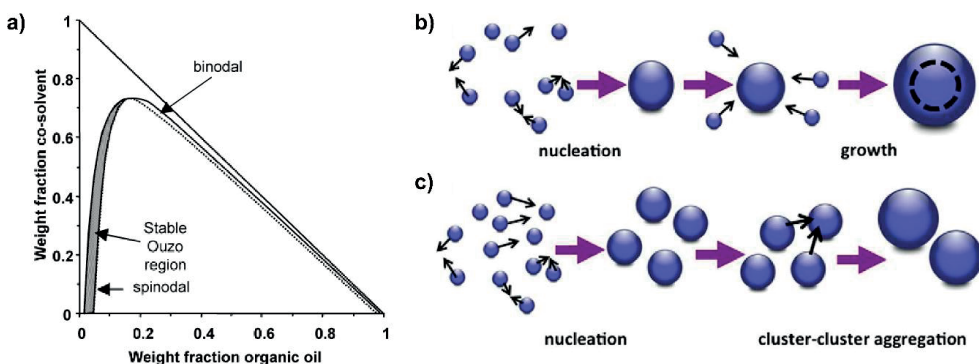 a)
Weight fraction co-solvent
1
0.8
0.6
0.4
0.2
0
binodal
Stable
Ouzo
region
spinodal
0 0.2 0.4 0.6 0.8 1
Weight fraction organic oil
b)
nucleation growth
c)
nucleation cluster-cluster aggregation